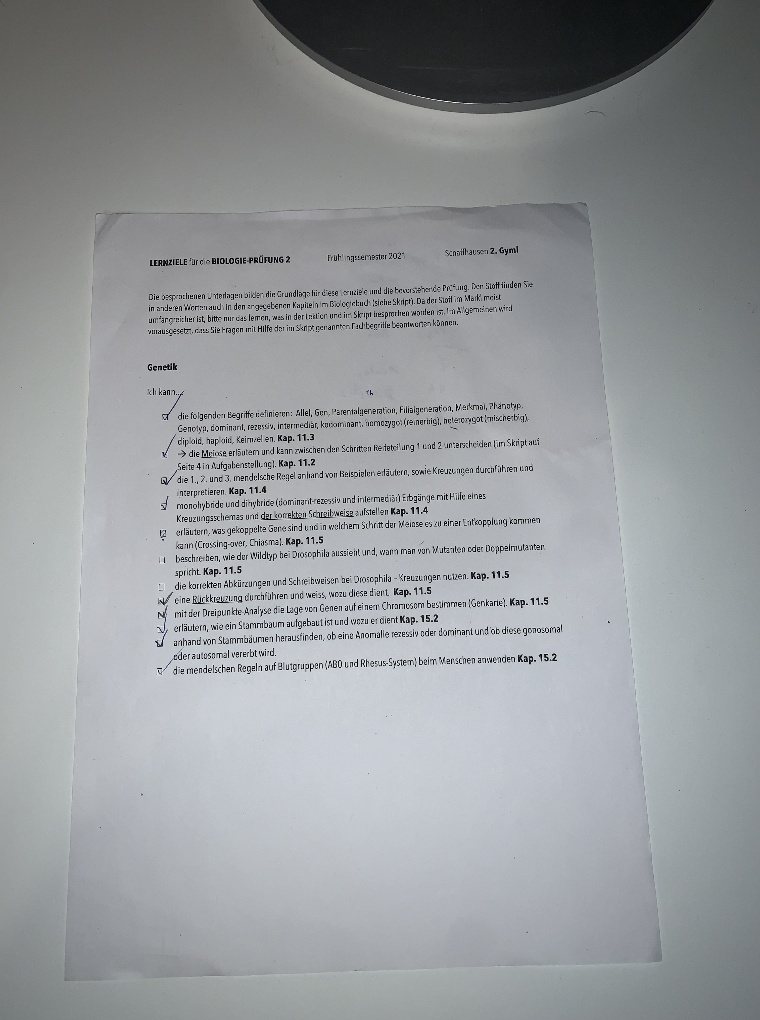 LERNZIELE für die BIOLOGIE-PRÜFUNG 2 Frühlingssemester 2021 Schaffhausen 2. Gymi
Die besprochenen Unterlagen bilden die Grundlage für diese Lernziele und die bevorstehende Prüfung. Den Stoff finden Sie
in anderen Worten auch in den angegebenen Kapiteln im Biologiebuch (siehe Skript). Da der Stoff im Markl meist
umfangreicher ist, bitte nur das lernen, was in der Lektion und im Skript besprochen worden ist. Im Allgemeinen wird
vorausgesetzt, dass Sie Fragen mit Hilfe der im Skript genannten Fachbegriffe beantworten können.
Genetik
Ich kann...
die folgenden Begriffe definieren: Allel, Gen, Parentalgeneration, Filialgeneration, Merkmal, Phänotyp,
Genotyp, dominant, rezessiv, intermediär, kodominant, homozygot (reinerbig), heterozygot (mischerbig),
diploid, haploid, Keimzellen. Kap. 11.3
→ die Meiose erläutern und kann zwischen den Schritten Reifeteilung 1 und 2 unterscheiden (im Skript auf
Seite 4 in Aufgabenstellung). Kap. 11.2
die 1., 2. und 3. mendelsche Regel anhand von Beispielen erläutern, sowie Kreuzungen durchführen und
interpretieren. Kap. 11.4
monohybride und dihybride (dominant-rezessiv und intermediär) Erbgänge mit Hilfe eines
Kreuzungsschemas und der korrekten Schreibweise aufstellen Kap. 11.4
erläutern, was gekoppelte Gene sind und in welchem Schritt der Meiose es zu einer Entkopplung kommen
kann (Crossing-over, Chiasma). Kap. 11.5
beschreiben, wie der Wildtyp bei Drosophila aussieht und, wann man von Mutanten oder Doppelmutanten
spricht. Kap. 11.5
die korrekten Abkürzungen und Schreibweisen bei Drosophila - Kreuzungen nutzen. Kap. 11.5
eine Rückkreuzung durchführen und weiss, wozu diese dient. Kap. 11.5
mit der Dreipunkte-Analyse die Lage von Genen auf einem Chromosom bestimmen (Genkarte). Kap. 11.5
erläutern, wie ein Stammbaum aufgebaut ist und wozu er dient Kap. 15.2
anhand von Stammbäumen herausfinden, ob eine Anomalie rezessiv oder dominant und ob diese gonosomal
oder autosomal vererbt wird.
die mendelschen Regeln auf Blutgruppen (AB0 und Rhesus-System) beim Menschen anwenden Kap. 15.2